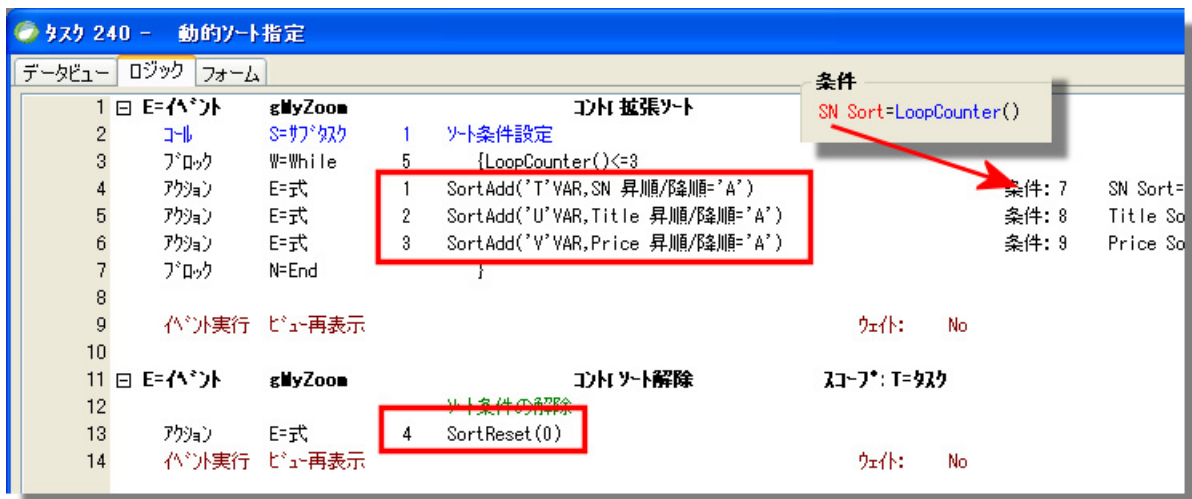 タスク 240 - 動的ソート指定
データビュー ロジック フォーム
条件
SN Sort=LoopCounter()
1 E=イベント gMyZoom コントロ 拡張ソート
2 コール S=サブタスク 1 ソート条件設定
3 ブロック W=While 5 {LoopCounter()<=3
4 アクション E=式 1 SortAdd('T'VAR,SN 昇順/降順='A') 条件: 7 SN Sort=
5 アクション E=式 2 SortAdd('U'VAR,Title 昇順/降順='A') 条件: 8 Title So
6 アクション E=式 3 SortAdd('V'VAR,Price 昇順/降順='A') 条件: 9 Price So
7 ブロック N=End }
8
9 イベント実行 ビュー再表示 ウェイト: No
10
11 E=イベント gMyZoom コントロ ソート解除 スコープ: T=タスク
12 ソート条件の解除
13 アクション E=式 4 SortReset(0)
14 イベント実行 ビュー再表示 ウェイト: No